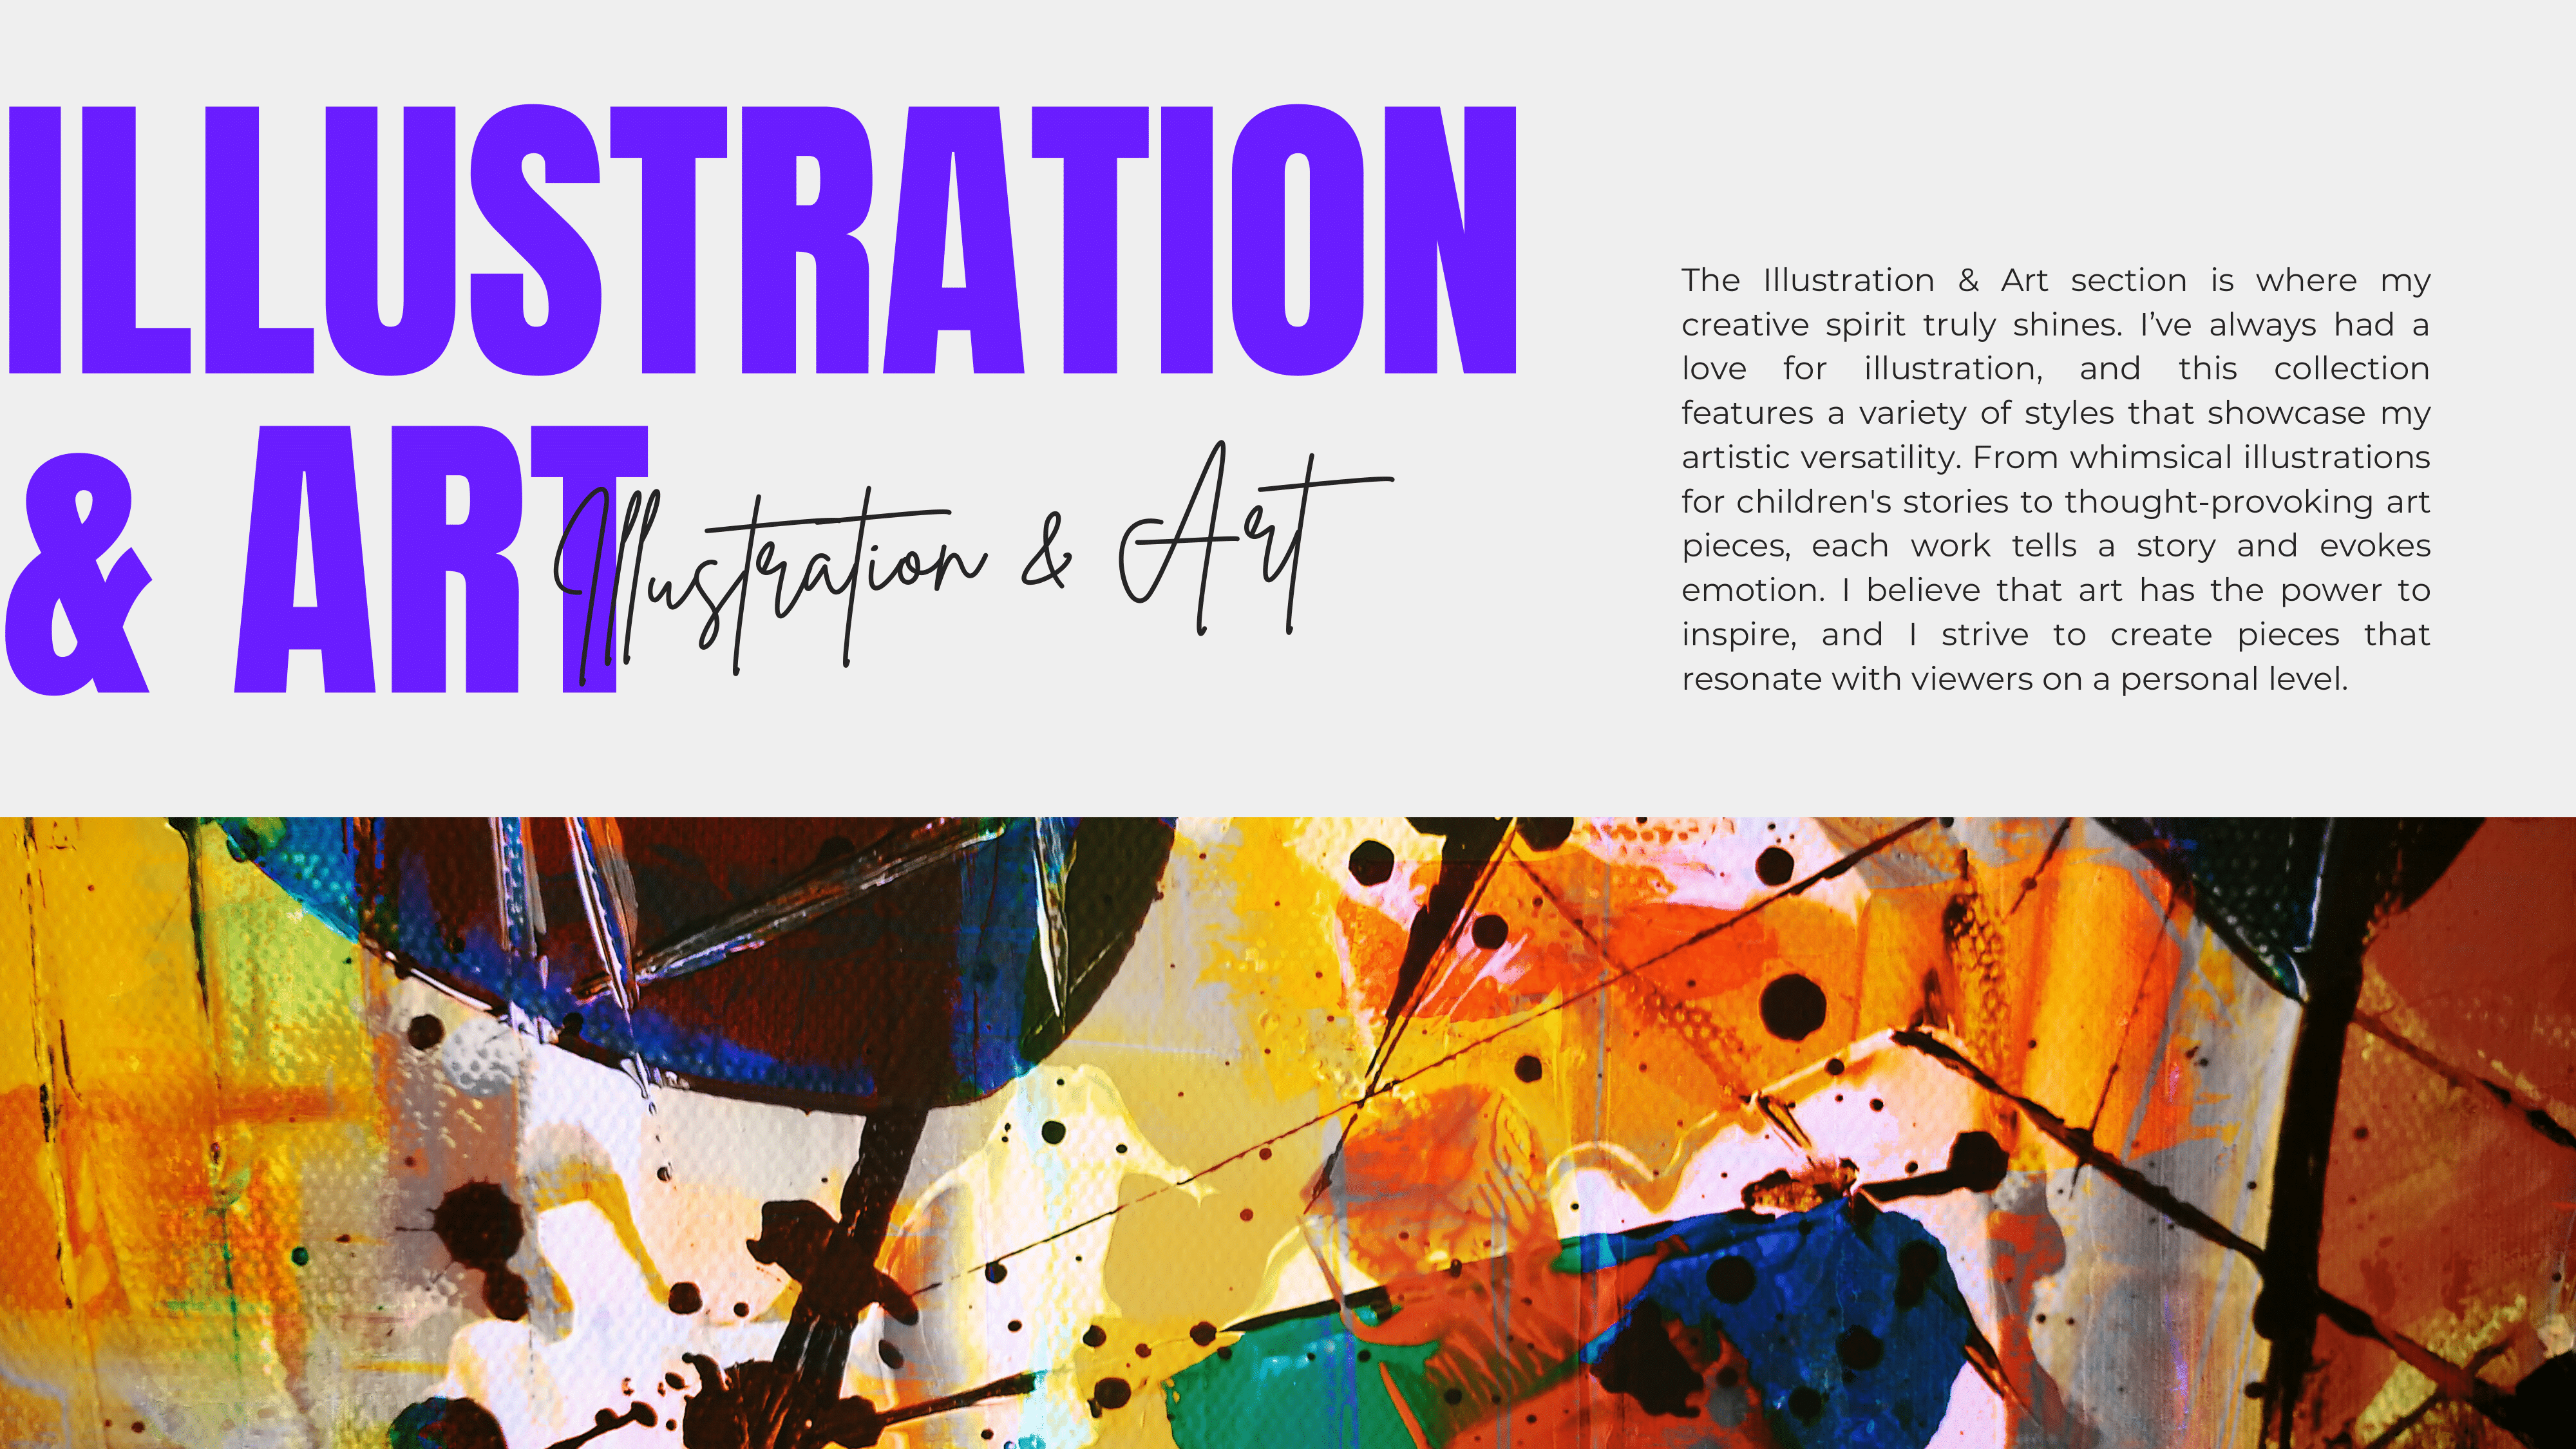 ILLUSTRATION
& ART
Illustration & Art
The Illustration & Art section is where my
creative spirit truly shines. I’ve always had a
love for illustration, and this collection
features a variety of styles that showcase my
artistic versatility. From whimsical illustrations
for children's stories to thought-provoking art
pieces, each work tells a story and evokes
emotion. I believe that art has the power to
inspire, and I strive to create pieces that
resonate with viewers on a personal level.